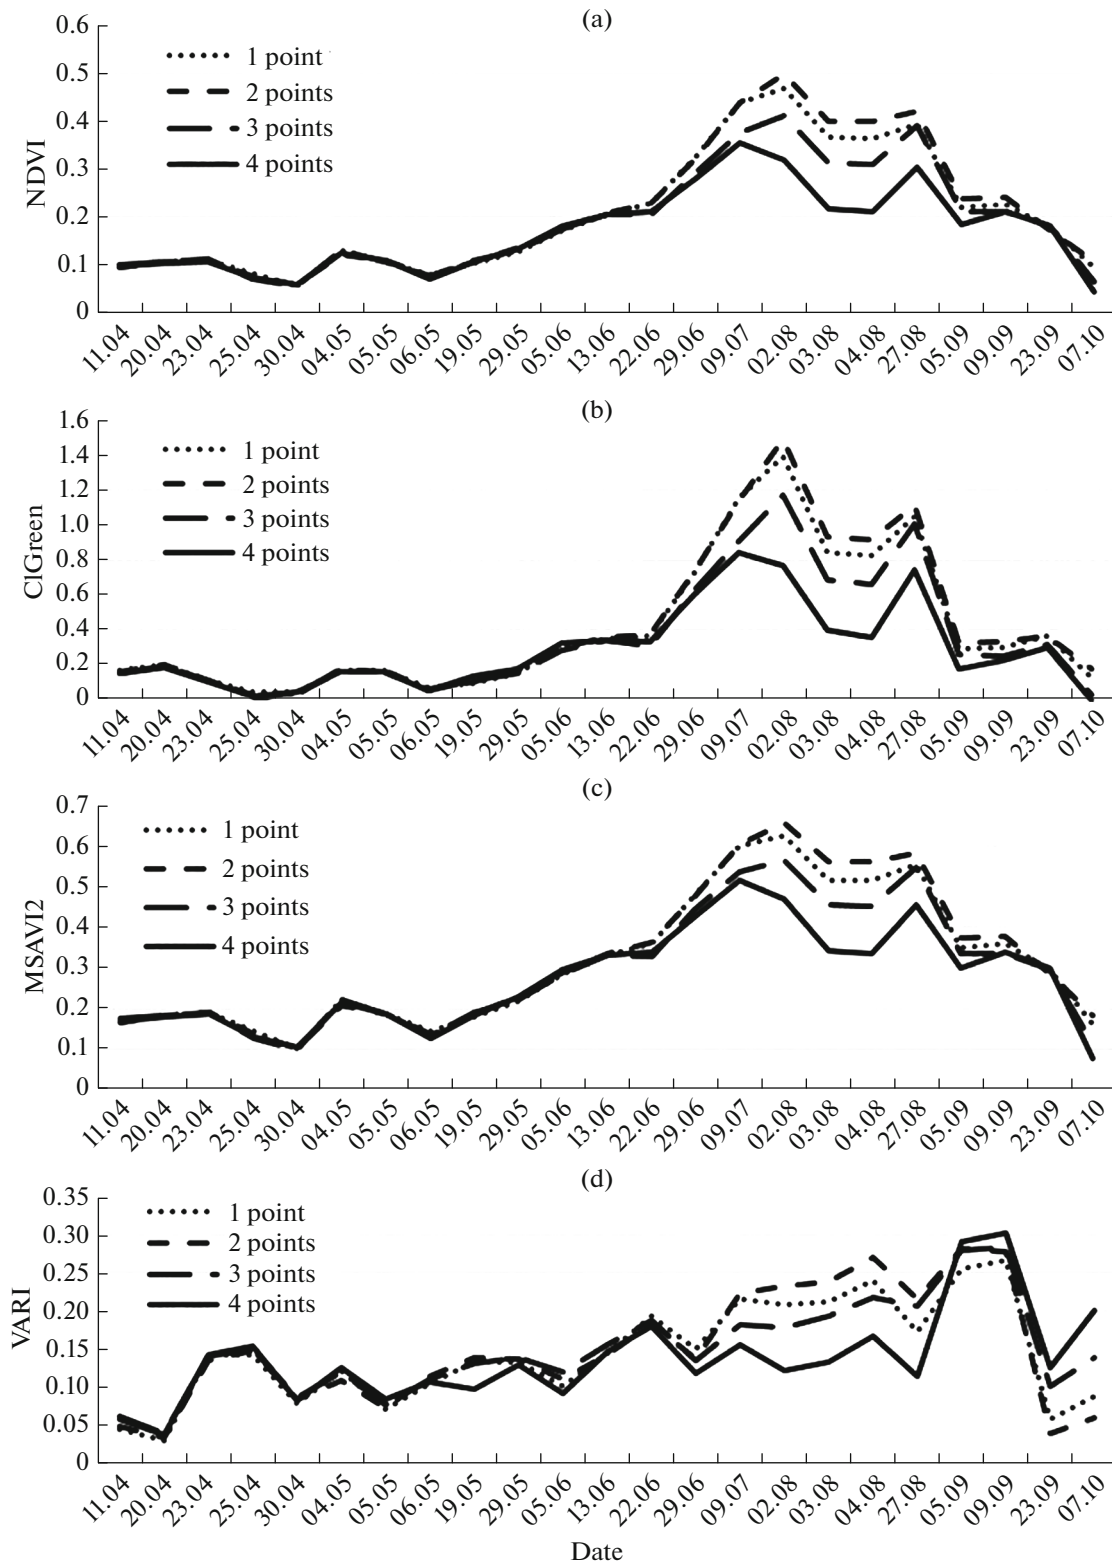 (a)
NDVI
0.6
0.5
0.4
0.3
0.2
0.1
0
1 point
2 points
3 points
4 points
11.04 20.04 23.04 25.04 30.04 04.05 05.05 06.05 19.05 29.05 05.06 13.06 22.06 29.06 09.07 02.08 03.08 04.08 27.08 05.09 09.09 23.09 07.10
(b)
CIGreen
1.6
1.4
1.2
1.0
0.8
0.6
0.4
0.2
0
1 point
2 points
3 points
4 points
11.04 20.04 23.04 25.04 30.04 04.05 05.05 06.05 19.05 29.05 05.06 13.06 22.06 29.06 09.07 02.08 03.08 04.08 27.08 05.09 09.09 23.09 07.10
(c)
MSAVI2
0.7
0.6
0.5
0.4
0.3
0.2
0.1
0
1 point
2 points
3 points
4 points
11.04 20.04 23.04 25.04 30.04 04.05 05.05 06.05 19.05 29.05 05.06 13.06 22.06 29.06 09.07 02.08 03.08 04.08 27.08 05.09 09.09 23.09 07.10
(d)
VARI
0.35
0.30
0.25
0.20
0.15
0.10
0.05
0
1 point
2 points
3 points
4 points
11.04 20.04 23.04 25.04 30.04 04.05 05.05 06.05 19.05 29.05 05.06 13.06 22.06 29.06 09.07 02.08 03.08 04.08 27.08 05.09 09.09 23.09 07.10
Date